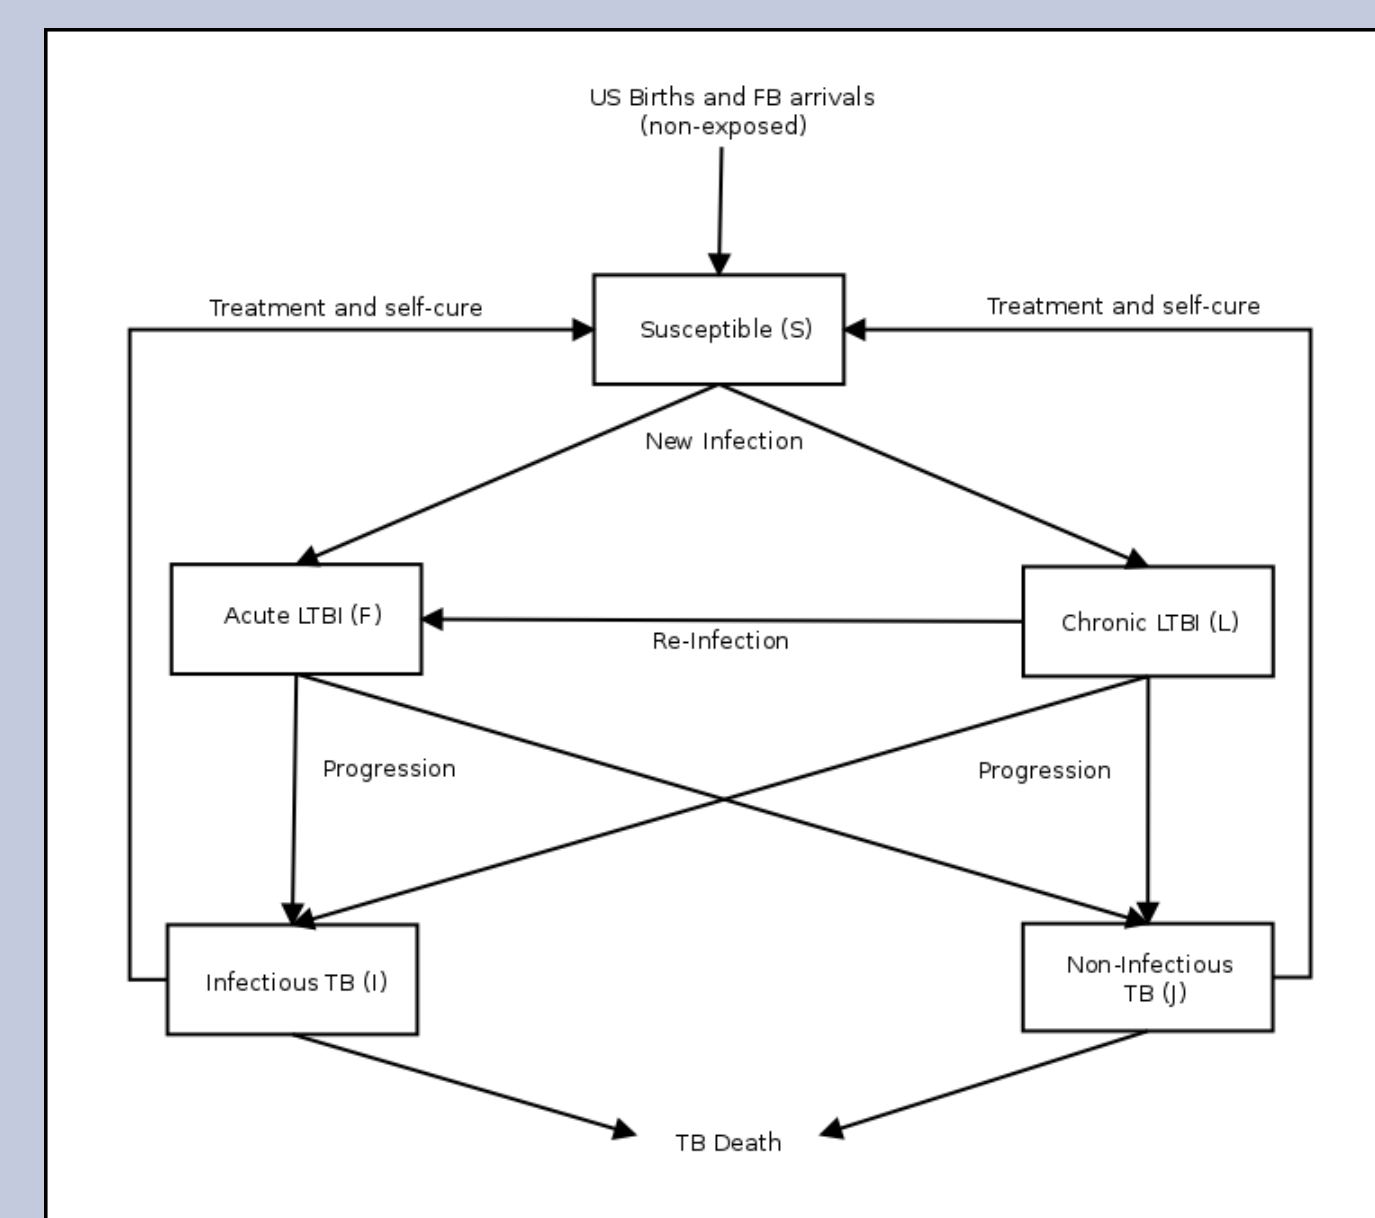 US Births and FB arrivals
(non-exposed)
Treatment and self-cure
Treatment and self-cure
Susceptible (S)
New Infection
Acute LTBI (F)
Chronic LTBI (L)
Re-Infection
Progression
Progression
Infectious TB (I)
Non-Infectious
TB (J)
TB Death